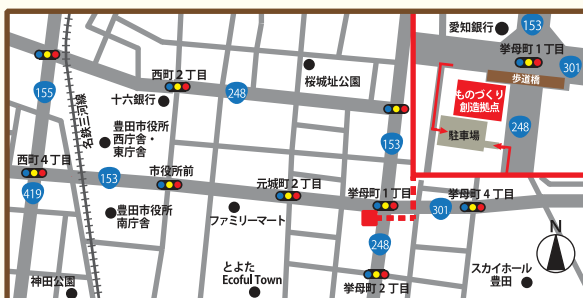 愛知銀行
153
挙母町1丁目
301
歩道橋
ものづくり
創造拠点
248
駐車場
155
名鉄三河線
西町2丁目
十六銀行
248
桜城址公園
豊田市役所
西庁舎・
東庁舎
153
西町4丁目
419
153
市役所前
元城町2丁目
挙母町1丁目
挙母町4丁目
301
豊田市役所
南庁舎
ファミリーマート
248
N
神田公園
とよた
Ecoful Town
挙母町2丁目
スカイホール
豊田